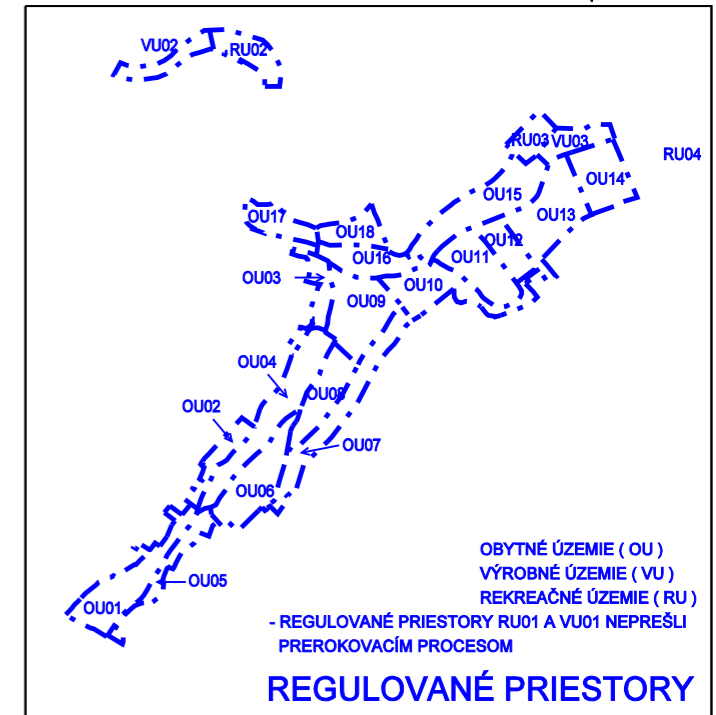 VU02
RU02
RU03
VU03
RU04
OU14
OU15
OU13
OU17
OU18
OU12
OU16
OU11
OU03
OU10
OU09
OU04
OU08
OU02
OU07
OU06
OU05
OU01
OBYTNÉ ÚZEMIE ( OU )
VÝROBNÉ ÚZEMIE ( VU )
REKREAČNÉ ÚZEMIE ( RU )
- REGULOVANÉ PRIESTORY RU01 A VU01 NEPREŠLI
PREROKOVACÍM PROCESOM
REGULOVANÉ PRIESTORY